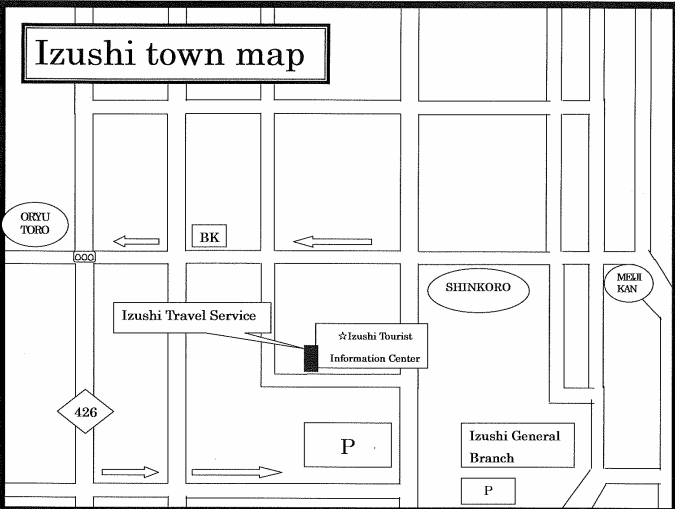 Izushi town map
ORYU
TORO
BK
MEIJI
KAN
SHINKORO
Izushi Travel Service
☆Izushi Tourist
Information Center
426
P
Izushi General
Branch
P